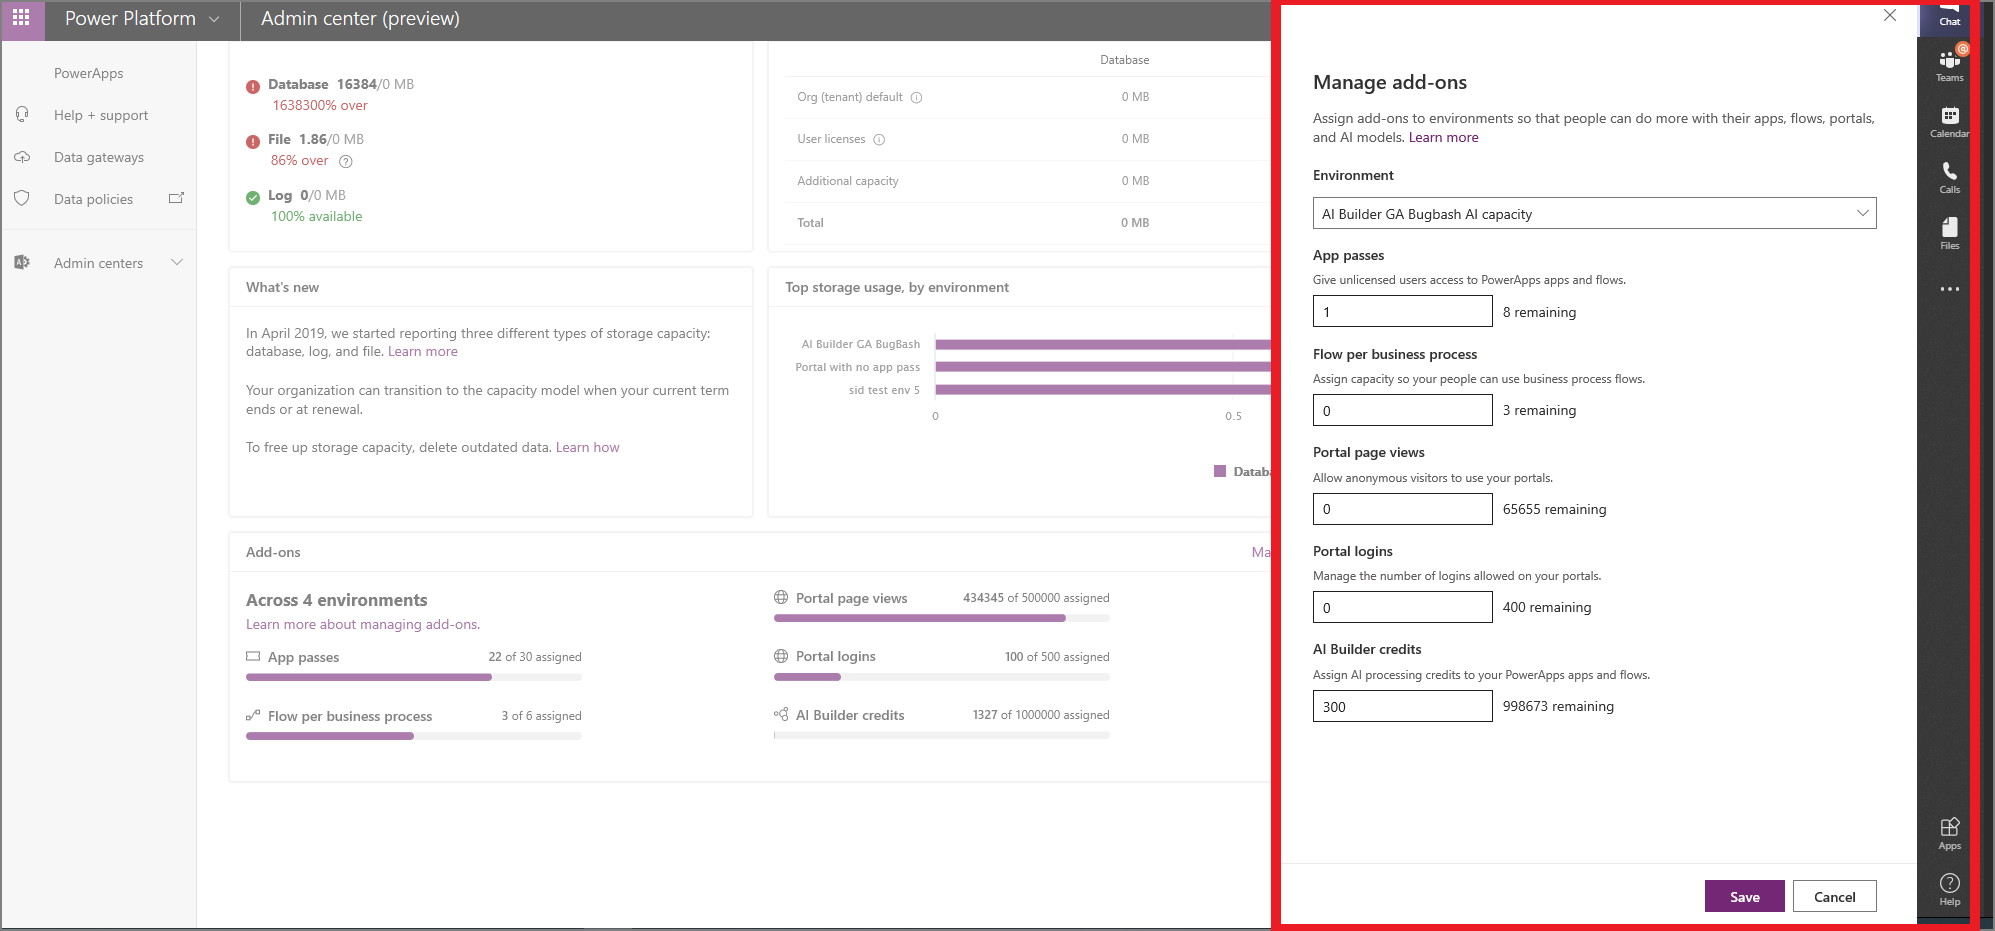 Power Platform
Admin center (preview)
PowerApps
Help + support
Data gateways
Data policies
Admin centers
Database 16384/0 MB
1638300% over
File 1.86/0 MB
86% over
Log 0/0 MB
100% available
Database
Org (tenant) default 0 MB
User licenses 0 MB
Additional capacity 0 MB
Total 0 MB
What's new
In April 2019, we started reporting three different types of storage capacity:
database, log, and file. Learn more
Your organization can transition to the capacity model when your current term
ends or at renewal.
To free up storage capacity, delete outdated data. Learn how
Top storage usage, by environment
AI Builder GA BugBash
Portal with no app pass
sid test env 5
0 0.5
Databa
Add-ons
Ma
Across 4 environments
Learn more about managing add-ons.
App passes 22 of 30 assigned
Flow per business process 3 of 6 assigned
Portal page views 434345 of 500000 assigned
Portal logins 100 of 500 assigned
AI Builder credits 1327 of 1000000 assigned
Manage add-ons
Assign add-ons to environments so that people can do more with their apps, flows, portals,
and AI models. Learn more
Environment
AI Builder GA Bugbash AI capacity
App passes
Give unlicensed users access to PowerApps apps and flows.
1 8 remaining
Flow per business process
Assign capacity so your people can use business process flows.
0 3 remaining
Portal page views
Allow anonymous visitors to use your portals.
0 65655 remaining
Portal logins
Manage the number of logins allowed on your portals.
0 400 remaining
AI Builder credits
Assign AI processing credits to your PowerApps apps and flows.
300 998673 remaining
Save
Cancel
Chat
Teams
Calendar
Calls
Files
Apps
Help